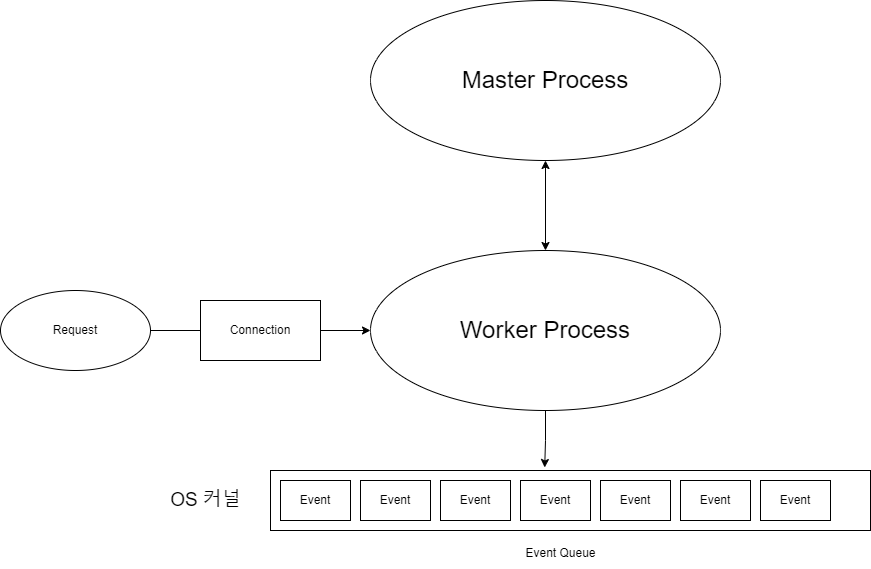 Master Process
Request
Connection
Worker Process
OS 커널
Event
Event
Event
Event
Event
Event
Event
Event Queue